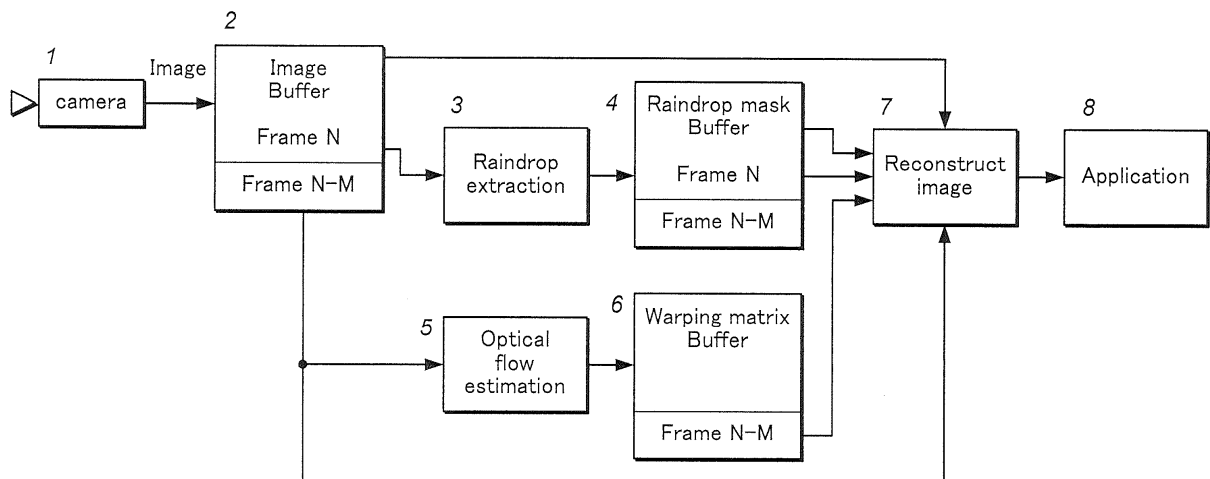 1
camera
Image
2
Image
Buffer
Frame N
Frame N-M
3
Raindrop
extraction
4
Raindrop mask
Buffer
Frame N
Frame N-M
5
Optical
flow
estimation
6
Warping matrix
Buffer
Frame N-M
7
Reconstruct
image
8
Application